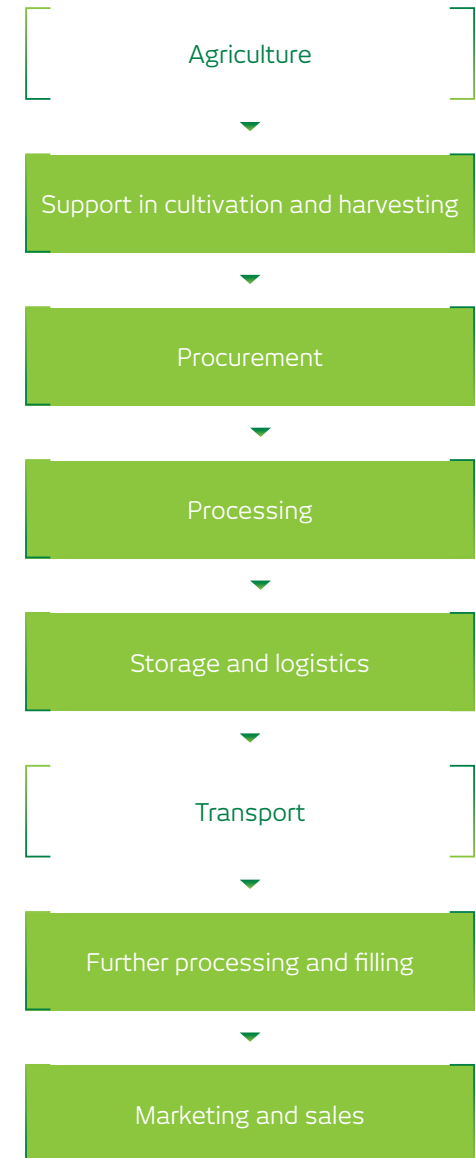 Agriculture
Support in cultivation and harvesting
Procurement
Processing
Storage and logistics
Transport
Further processing and filling
Marketing and sales